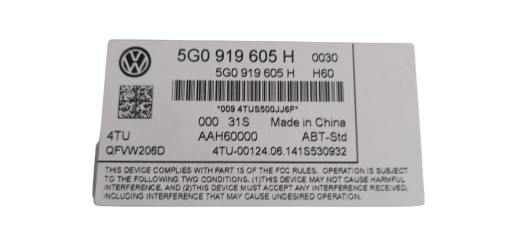 5G0 919 605 H 0030
5G0 919 605 H H60
*009 4TUS500JJ6F*
000 31S Made in China
4TU AAH60000 ABT-Std
QFVW206D 4TU-00124.06.141S530932
THIS DEVICE COMPLIES WITH PART 15 OF THE FCC RULES. OPERATION IS SUBJECT
TO THE FOLLOWING TWO CONDITIONS, (1)THIS DEVICE MAY NOT CAUSE HARMFUL
INTERFERENCE, AND (2)THIS DEVICE MUST ACCEPT ANY INTERFERENCE RECEIVED,
INCLUDING INTERFERENCE THAT MAY CAUSE UNDESIRED OPERATION.